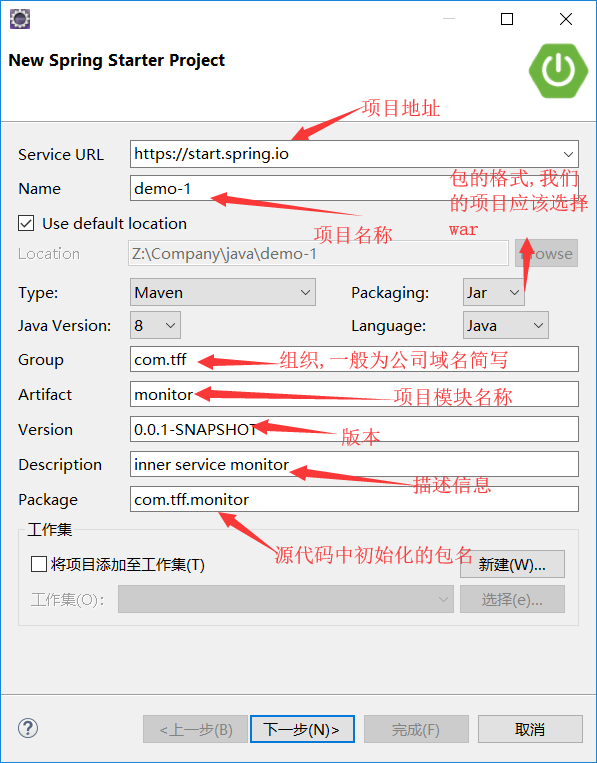 New Spring Starter Project
项目地址
Service URL https://start.spring.io
Name demo-1
包的格式,我们
的项目应该选择
war
Use default location
项目名称
Location Z:\Company\java\demo-1 Browse
Type: Maven Packaging: Jar
Java Version: 8 Language: Java
Group com.tff 组织,一般为公司域名简写
Artifact monitor 项目模块名称
Version 0.0.1-SNAPSHOT 版本
Description inner service monitor 描述信息
Package com.tff.monitor
工作集
源代码中初始化的包名
将项目添加至工作集(T) 新建(W)...
工作集(O): 选择(e)...
? <上一步(B) 下一步(N)> 完成(F) 取消